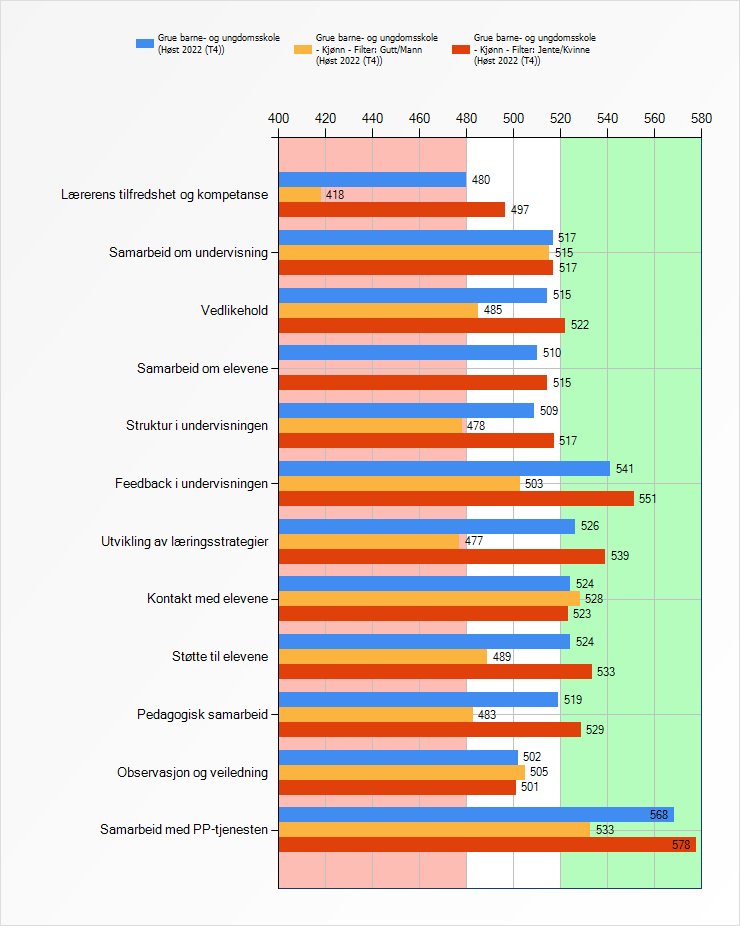 Grue barne- og ungdomsskole
(Høst 2022 (T4))
Grue barne- og ungdomsskole
- Kjønn - Filter: Gutt/Mann
(Høst 2022 (T4))
Grue barne- og ungdomsskole
- Kjønn - Filter: Jente/Kvinne
(Høst 2022 (T4))
400 420 440 460 480 500 520 540 560 580
480
Lærerens tilfredshet og kompetanse 418
497
517
Samarbeid om undervisning 515
517
515
Vedlikehold 485
522
510
Samarbeid om elevene
515
509
Struktur i undervisningen 478
517
541
Feedback i undervisningen 503
551
526
Utvikling av læringsstrategier 477
539
524
Kontakt med elevene 528
523
524
Støtte til elevene 489
533
519
Pedagogisk samarbeid 483
529
502
Observasjon og veiledning 505
501
568
Samarbeid med PP-tjenesten 533
578